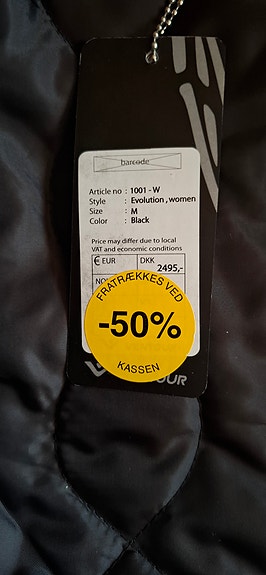 barcode
Article no : 1001 - W
Style : Evolution , women
Size : M
Color : Black
Price may differ due to local
VAT and economic conditions
€ EUR DKK
2495,-
FRATRÆKKES VED
-50%
KASSEN